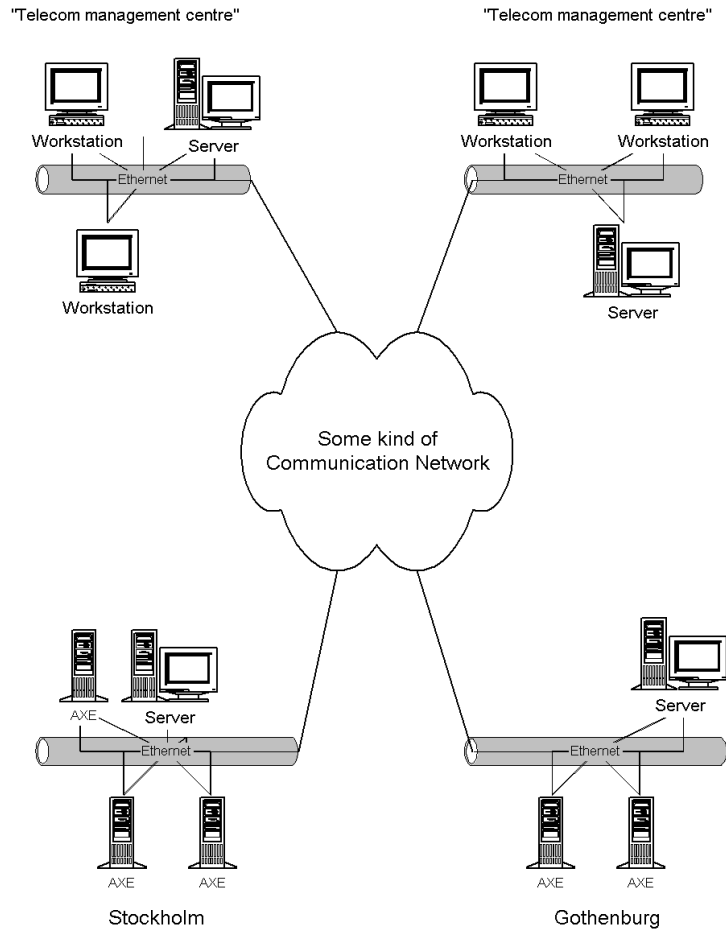 "Telecom management centre"
"Telecom management centre"
Workstation
Server
Ethernet
Workstation
Workstation
Workstation
Ethernet
Server
Some kind of
Communication Network
AXE
Server
Ethernet
AXE
AXE
Stockholm
Server
Ethernet
AXE
AXE
Gothenburg